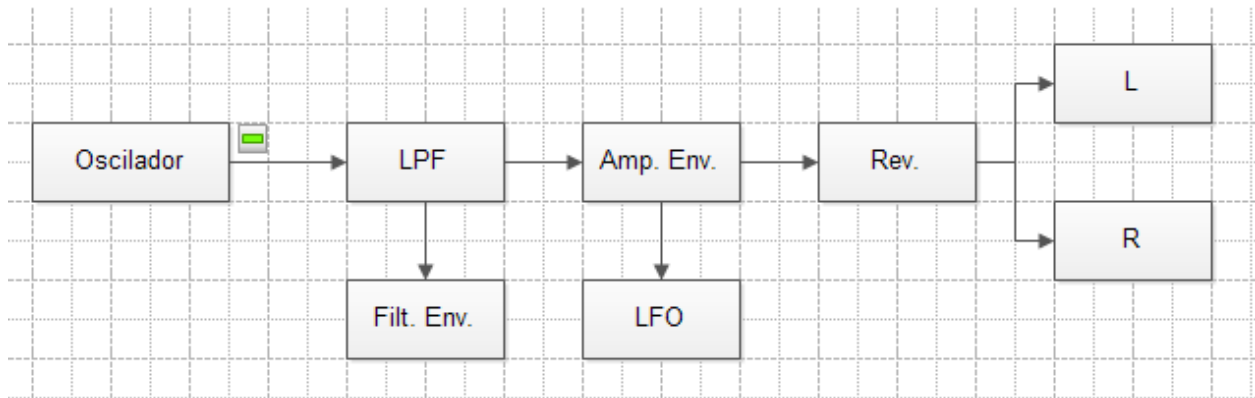 L
Oscilador
LPF
Amp. Env.
Rev.
R
Filt. Env.
LFO